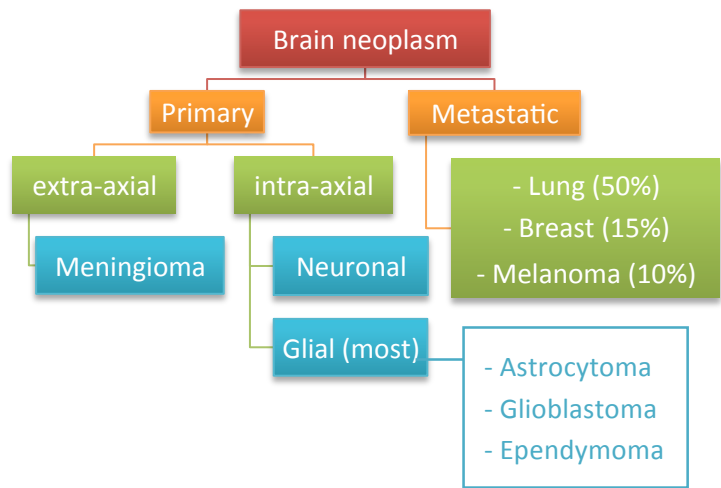 Brain neoplasm
Primary
Metastatic
extra-axial
intra-axial
- Lung (50%)
- Breast (15%)
- Melanoma (10%)
Meningioma
Neuronal
Glial (most)
- Astrocytoma
- Glioblastoma
- Ependymoma